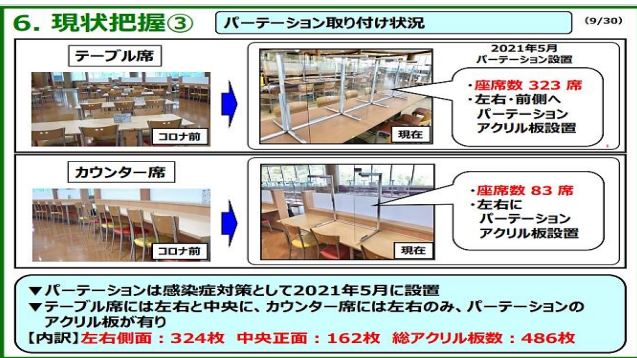 6. 現状把握③
パーテーション取り付け状況
(9/30)
テーブル席
コロナ前
現在
2021年5月
パーテーション設置
・座席数 323 席
・左右・前側へ
パーテーション
アクリル板設置
カウンター席
コロナ前
現在
・座席数 83 席
・左右に
パーテーション
アクリル板設置
▼パーテーションは感染症対策として2021年5月に設置
▼テーブル席には左右と中央に、カウンター席には左右のみ、パーテーションの
アクリル板が有り
【内訳】左右側面：324枚 中央正面：162枚 総アクリル板数：486枚